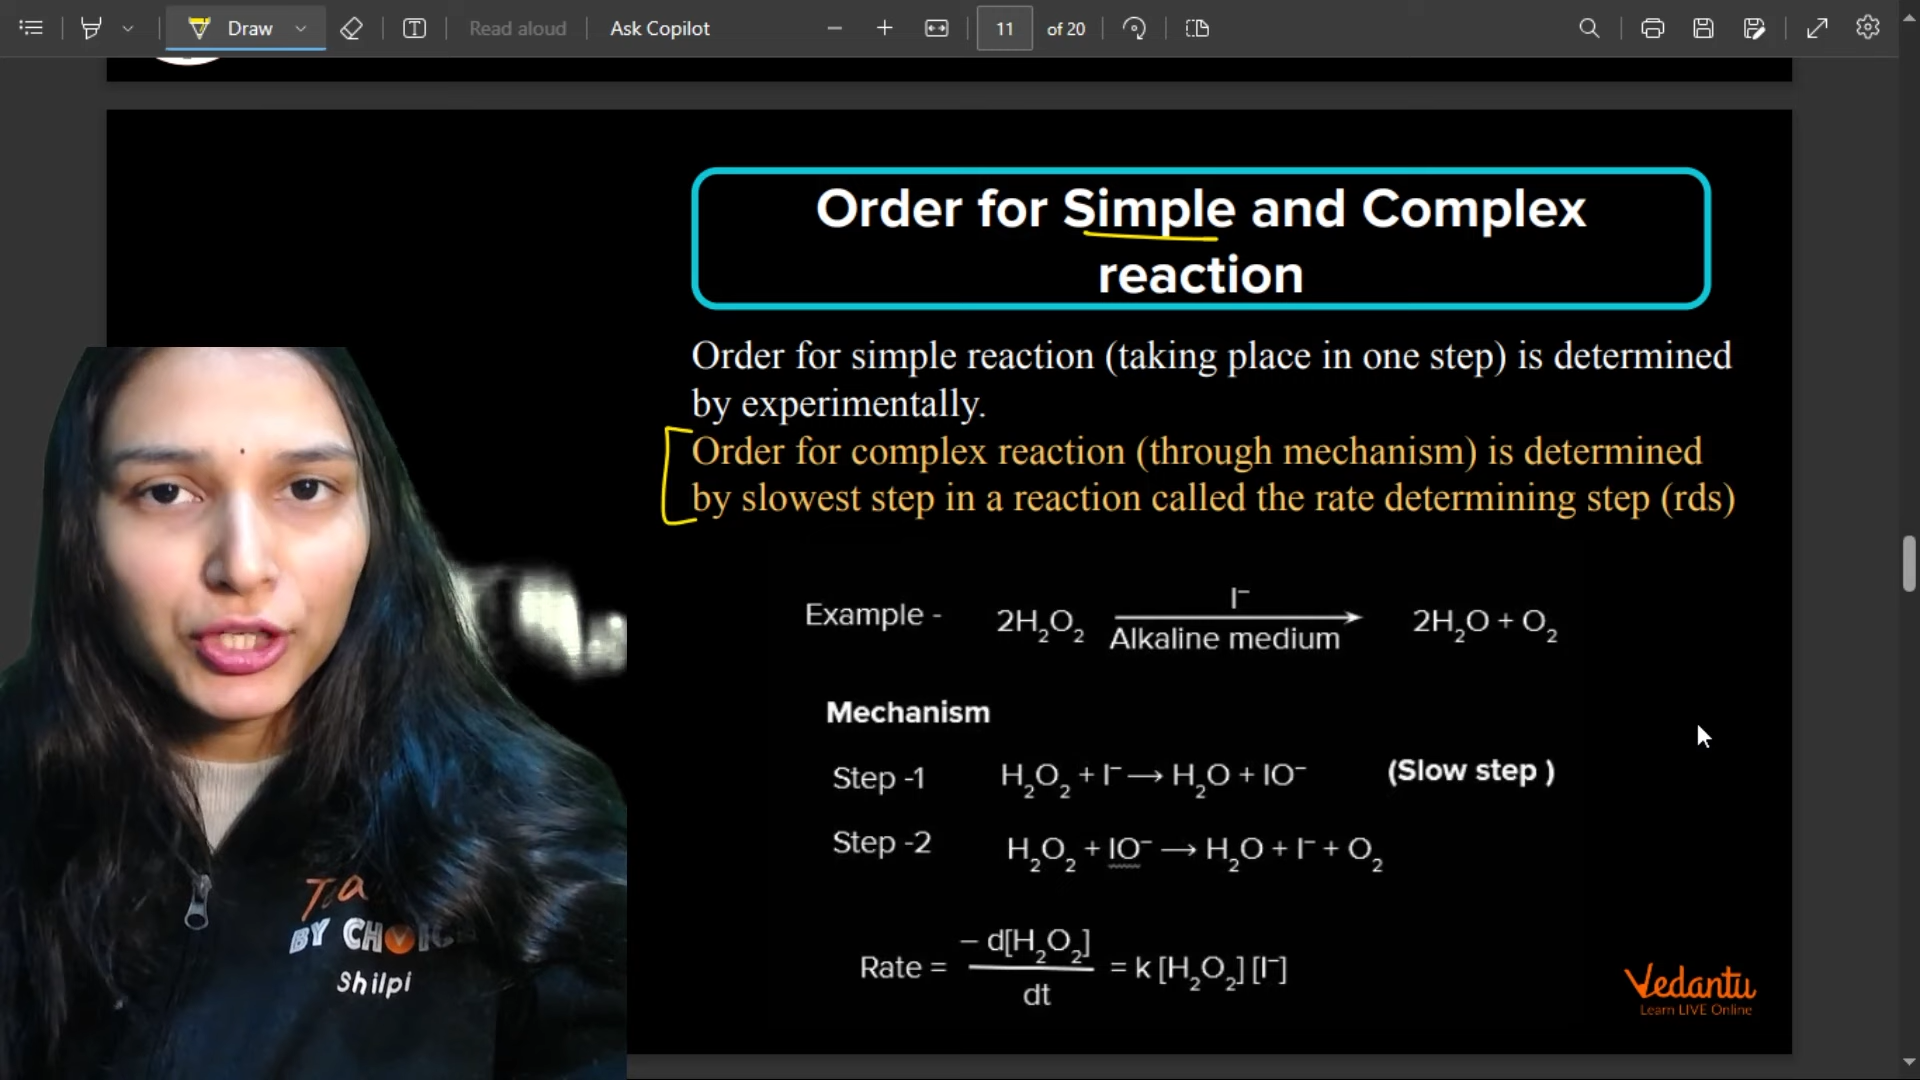 Draw
Read aloud
Ask Copilot
11 of 20
Order for Simple and Complex
reaction
Order for simple reaction (taking place in one step) is determined
by experimentally.
Order for complex reaction (through mechanism) is determined
by slowest step in a reaction called the rate determining step (rds)
Example - 2H₂O₂ I⁻ ⟶ Alkaline medium 2H₂O + O₂
Mechanism
Step -1 H₂O₂ + I⁻ ⟶ H₂O + IO⁻ (Slow step )
Step -2 H₂O₂ + IO⁻ ⟶ H₂O + I⁻ + O₂
Rate = – d[H₂O₂] / dt = k [H₂O₂] [I⁻]
BY CHOICE
Shilpi
Vedantu
Learn LIVE Online